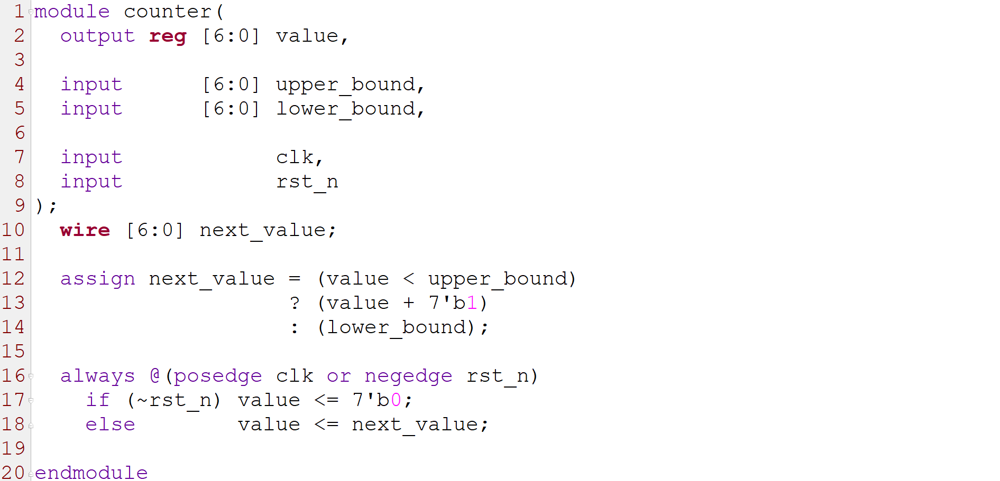 1 module counter(
2   output reg [6:0] value,
3
4   input      [6:0] upper_bound,
5   input      [6:0] lower_bound,
6
7   input            clk,
8   input            rst_n
9 );
10   wire [6:0] next_value;
11
12   assign next_value = (value < upper_bound)
13                     ? (value + 7'b1)
14                     : (lower_bound);
15
16   always @(posedge clk or negedge rst_n)
17     if (~rst_n) value <= 7'b0;
18     else        value <= next_value;
19
20 endmodule